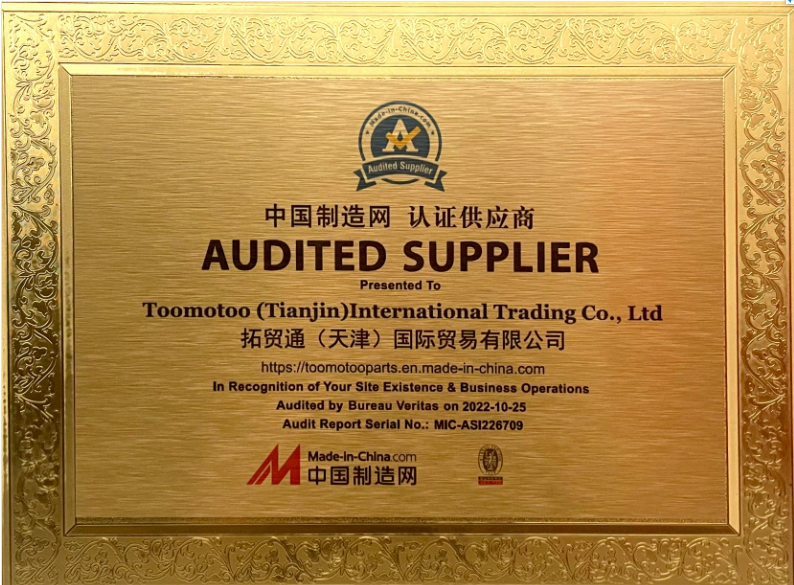 Made-in-China.com
Audited Supplier
中国制造网 认证供应商
AUDITED SUPPLIER
Presented To
Toomotoo (Tianjin)International Trading Co., Ltd
拓贸通（天津）国际贸易有限公司
https://toomotooparts.en.made-in-china.com
In Recognition of Your Site Existence & Business Operations
Audited by Bureau Veritas on 2022-10-25
Audit Report Serial No.: MIC-ASI226709
Made-in-China.com
中国制造网